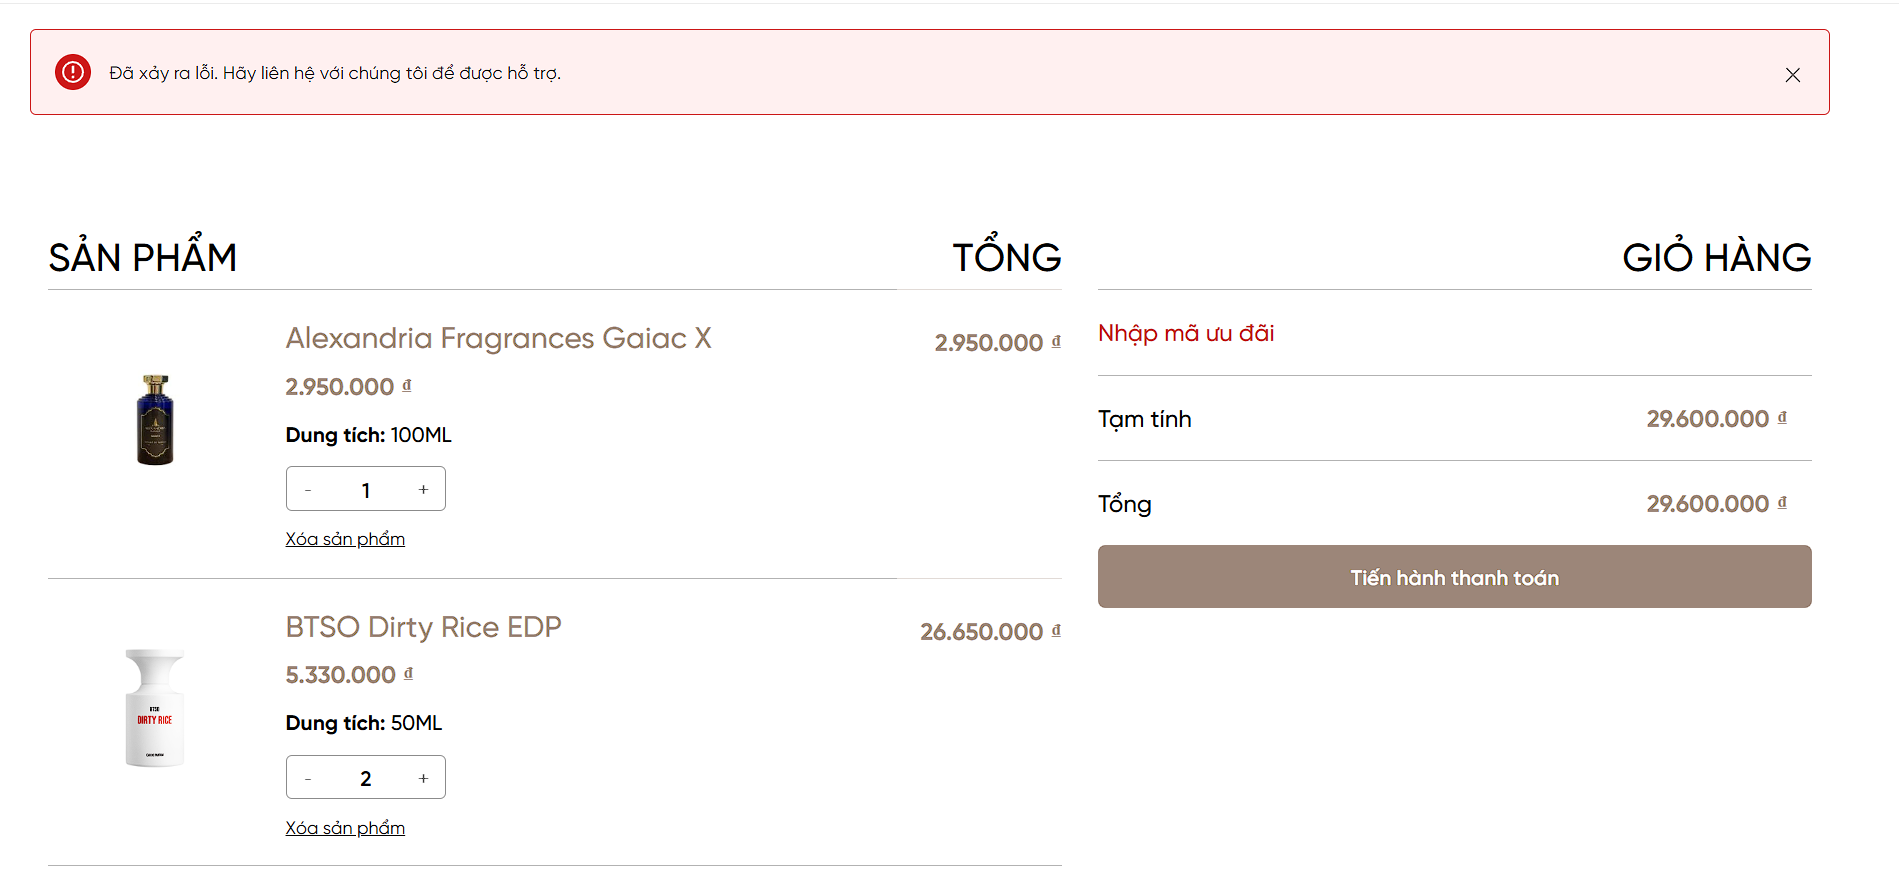 Đã xảy ra lỗi. Hãy liên hệ với chúng tôi để được hỗ trợ.
SẢN PHẨM
TỔNG
Alexandria Fragrances Gaiac X
2.950.000 ₫
2.950.000 ₫
Dung tích: 100ML
- 1 +
Xóa sản phẩm
BTSO Dirty Rice EDP
26.650.000 ₫
BTSO
DIRTY RICE
5.330.000 ₫
Dung tích: 50ML
- 2 +
Xóa sản phẩm
GIỎ HÀNG
Nhập mã ưu đãi
Tạm tính
29.600.000 ₫
Tổng
29.600.000 ₫
Tiến hành thanh toán